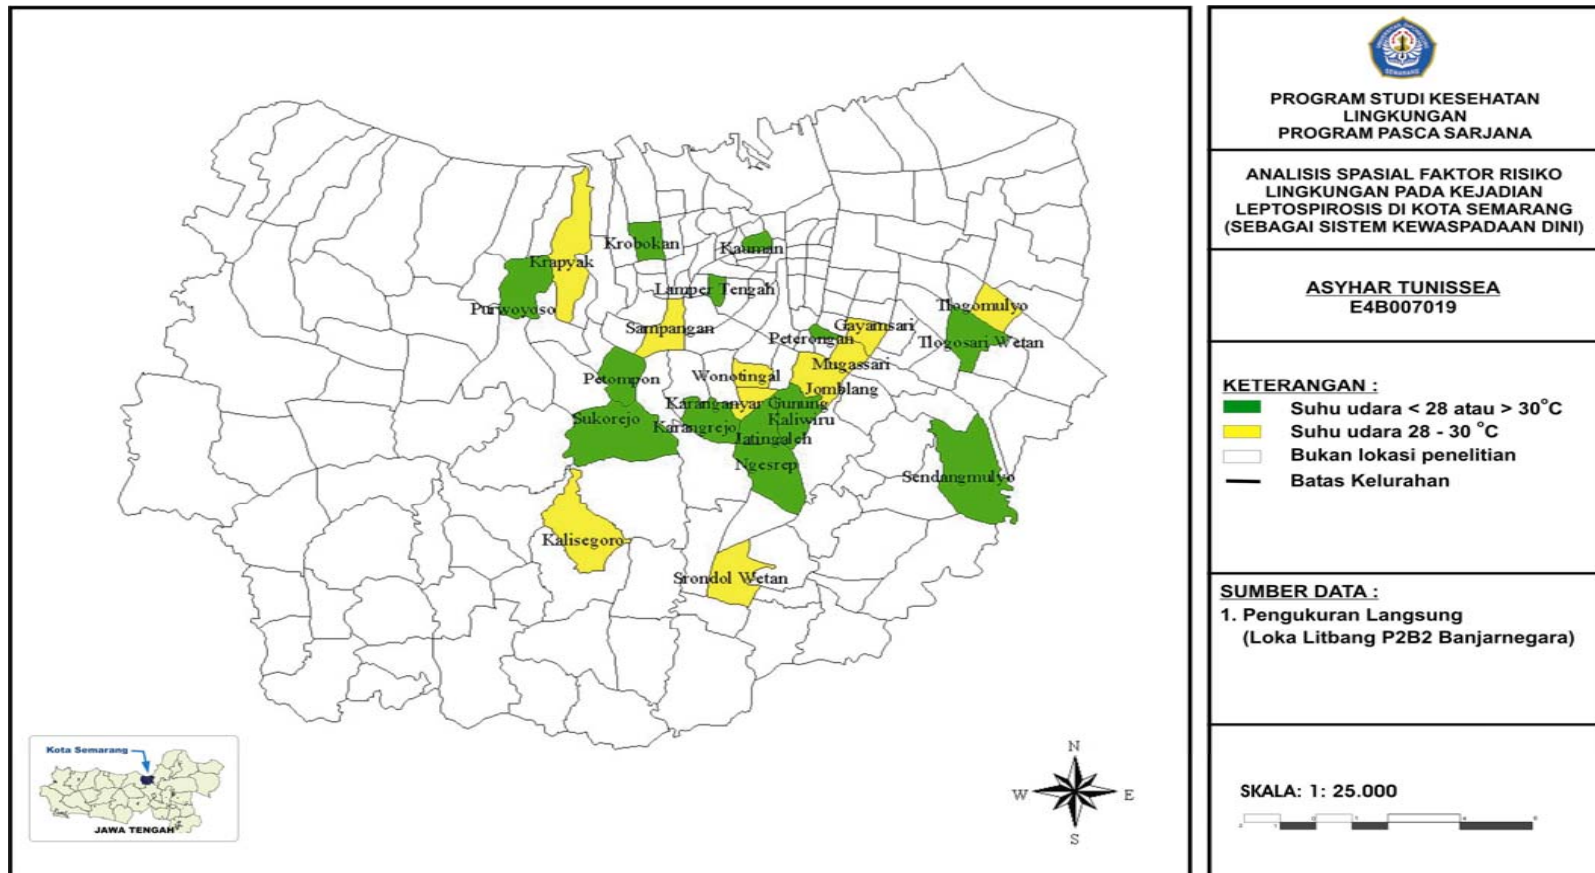 Krobokan
Kauman
Krapyak
Lamper Tengah
Purwoyoso
Tlogomulyo
Sampangan
Gayamsari
Peterongan
Tlogosari Wetan
Mugassari
Petompon
Wonotingal
Jomblang
Karanganyar Gunung
Sukorejo
Kaliwiru
Karangrejo
Jatingaleh
Ngesrep
Sendangmulyo
Kalisegoro
Srondol Wetan
Kota Semarang
JAWA TENGAH
N
W
E
S
SEMARANG
PROGRAM STUDI KESEHATAN
LINGKUNGAN
PROGRAM PASCA SARJANA
ANALISIS SPASIAL FAKTOR RISIKO
LINGKUNGAN PADA KEJADIAN
LEPTOSPIROSIS DI KOTA SEMARANG
(SEBAGAI SISTEM KEWASPADAAN DINI)
ASYHAR TUNISSEA
E4B007019
KETERANGAN :
Suhu udara < 28 atau > 30°C
Suhu udara 28 - 30 °C
Bukan lokasi penelitian
Batas Kelurahan
SUMBER DATA :
1. Pengukuran Langsung
(Loka Litbang P2B2 Banjarnegara)
SKALA: 1: 25.000